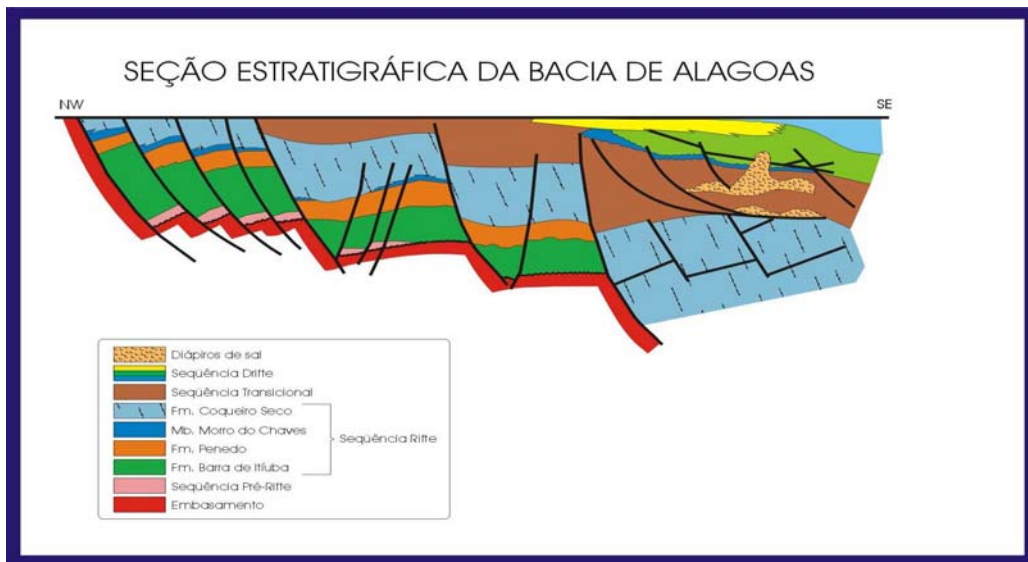 SEÇÃO ESTRATIGRÁFICA DA BACIA DE ALAGOAS
NW
SE
Diápiros de sal
Seqüência Drifte
Seqüência Transicional
Fm. Coqueiro Seco
Mb. Morro do Chaves
Seqüência Rifte
Fm. Penedo
Fm. Barra de Itiuba
Seqüência Pré-Rifte
Embasamento